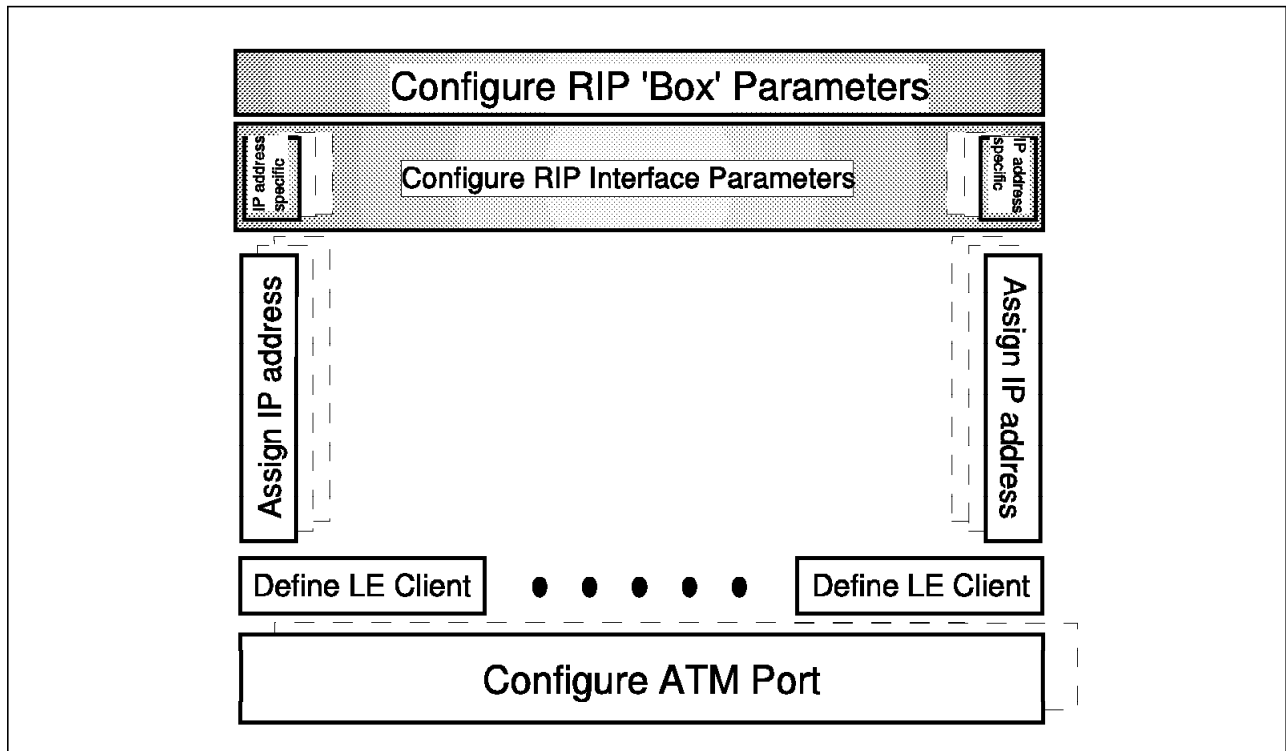 Configure RIP 'Box' Parameters
IP address
specific
Configure RIP Interface Parameters
IP address
specific
Assign IP address
Assign IP address
Define LE Client
Define LE Client
Configure ATM Port